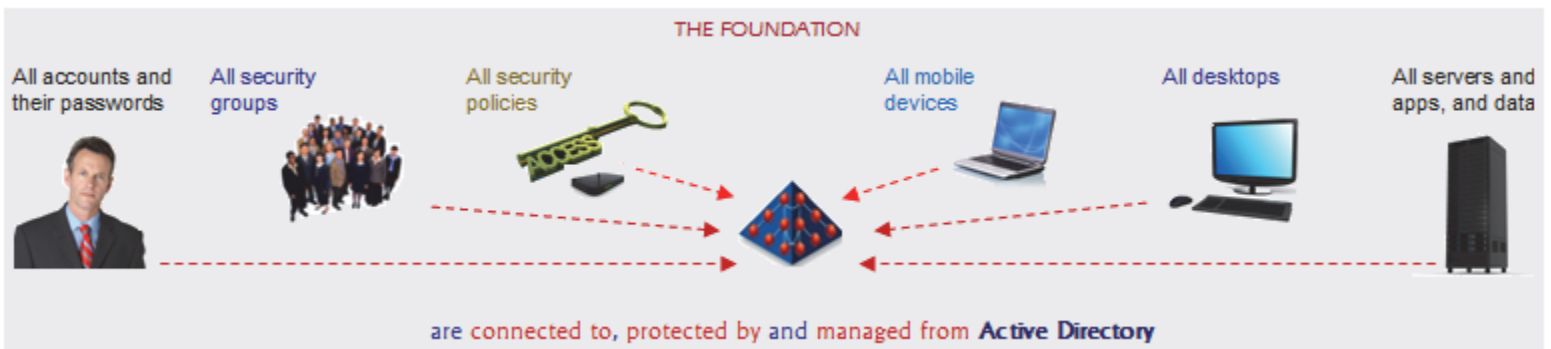 THE FOUNDATION
All accounts and
their passwords
All security
groups
All security
policies
ACCESS
All mobile
devices
All desktops
All servers and
apps, and data
are connected to, protected by and managed from Active Directory